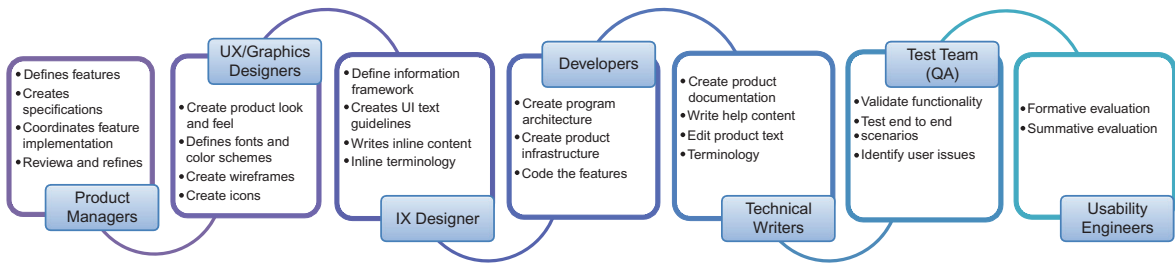 • Defines features
• Creates
specifications
• Coordinates feature
implementation
• Reviewa and refines
Product
Managers
UX/Graphics
Designers
• Create product look
and feel
• Defines fonts and
color schemes
• Create wireframes
• Create icons
• Define information
framework
• Creates UI text
guidelines
• Writes inline content
• Inline terminology
IX Designer
Developers
• Create program
architecture
• Create product
infrastructure
• Code the features
• Create product
documentation
• Write help content
• Edit product text
• Terminology
Technical
Writers
Test Team
(QA)
• Validate functionality
• Test end to end
scenarios
• Identify user issues
• Formative evaluation
• Summative evaluation
Usability
Engineers